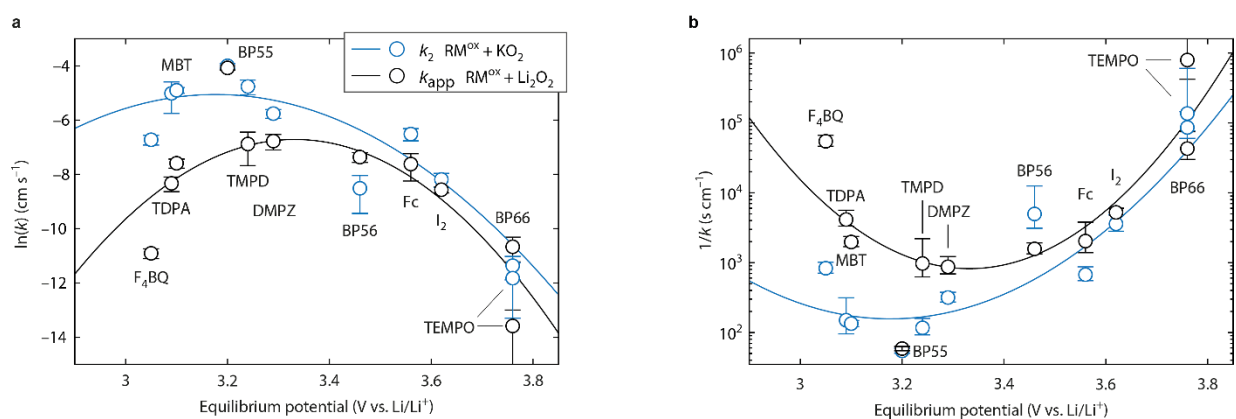 a
ln(k) (cm s⁻¹)
−4
−6
−8
−10
−12
−14
3
3.2
3.4
3.6
3.8
Equilibrium potential (V vs. Li/Li⁺)
k₂ RMᵒˣ + KO₂
k_app RMᵒˣ + Li₂O₂
MBT
BP55
F₄BQ
TDPA
TMPD
DMPZ
BP56
Fc
I₂
BP66
TEMPO
b
1/k (s cm⁻¹)
10⁶
10⁵
10⁴
10³
10²
3
3.2
3.4
3.6
3.8
Equilibrium potential (V vs. Li/Li⁺)
TEMPO
F₄BQ
TDPA
MBT
TMPD
DMPZ
BP55
BP56
Fc
I₂
BP66